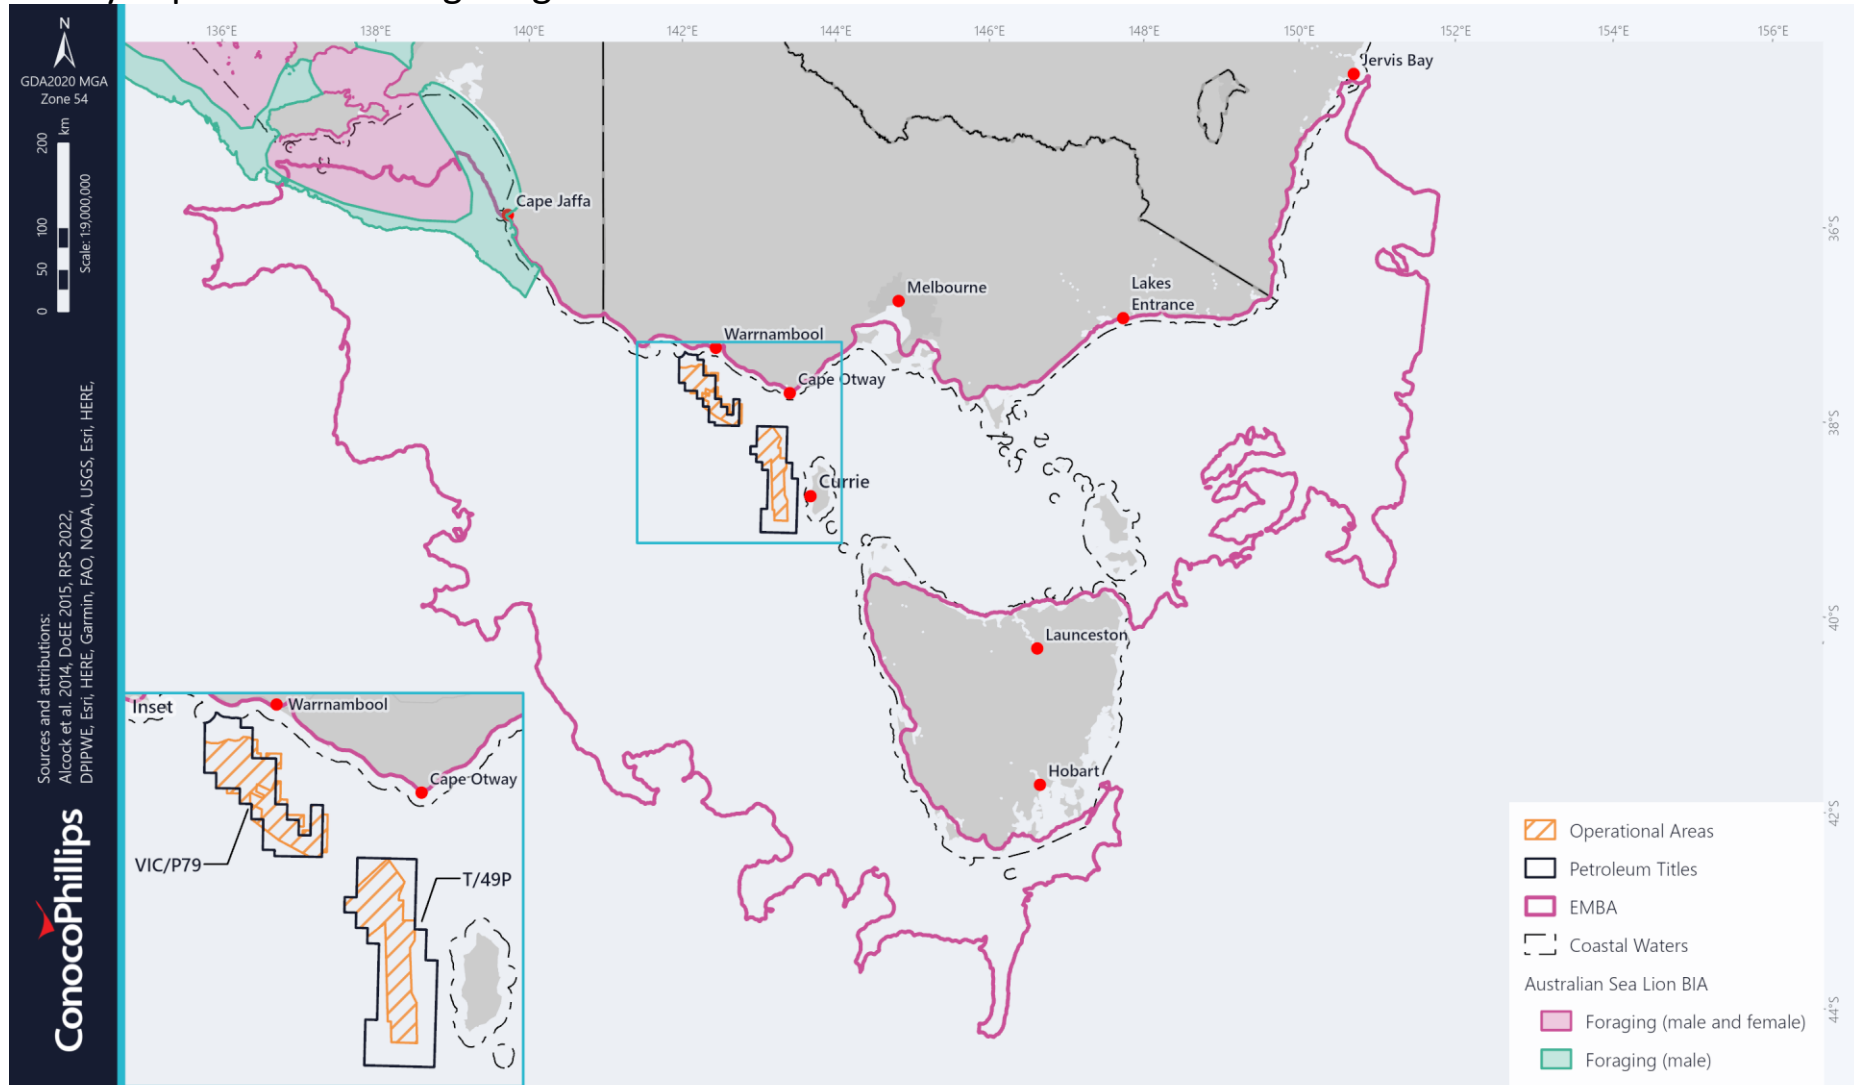 136°E
138°E
140°E
142°E
144°E
146°E
148°E
150°E
152°E
154°E
156°E
N
GDA2020 MGA
Zone 54
200
km
100
50
0
Scale: 1:9,000,000
Sources and attributions:
Alcock et al. 2014, DoEE 2015, RPS 2022,
DPIPWE, Esri, HERE, Garmin, FAO, NOAA, USGS, Esri, HERE,
ConocoPhillips
Jervis Bay
Cape Jaffa
36°S
Melbourne
Lakes
Entrance
Warrnambool
Cape Otway
38°S
Currie
40°S
Launceston
Hobart
42°S
44°S
Inset
Warrnambool
Cape Otway
VIC/P79
T/49P
Operational Areas
Petroleum Titles
EMBA
Coastal Waters
Australian Sea Lion BIA
Foraging (male and female)
Foraging (male)